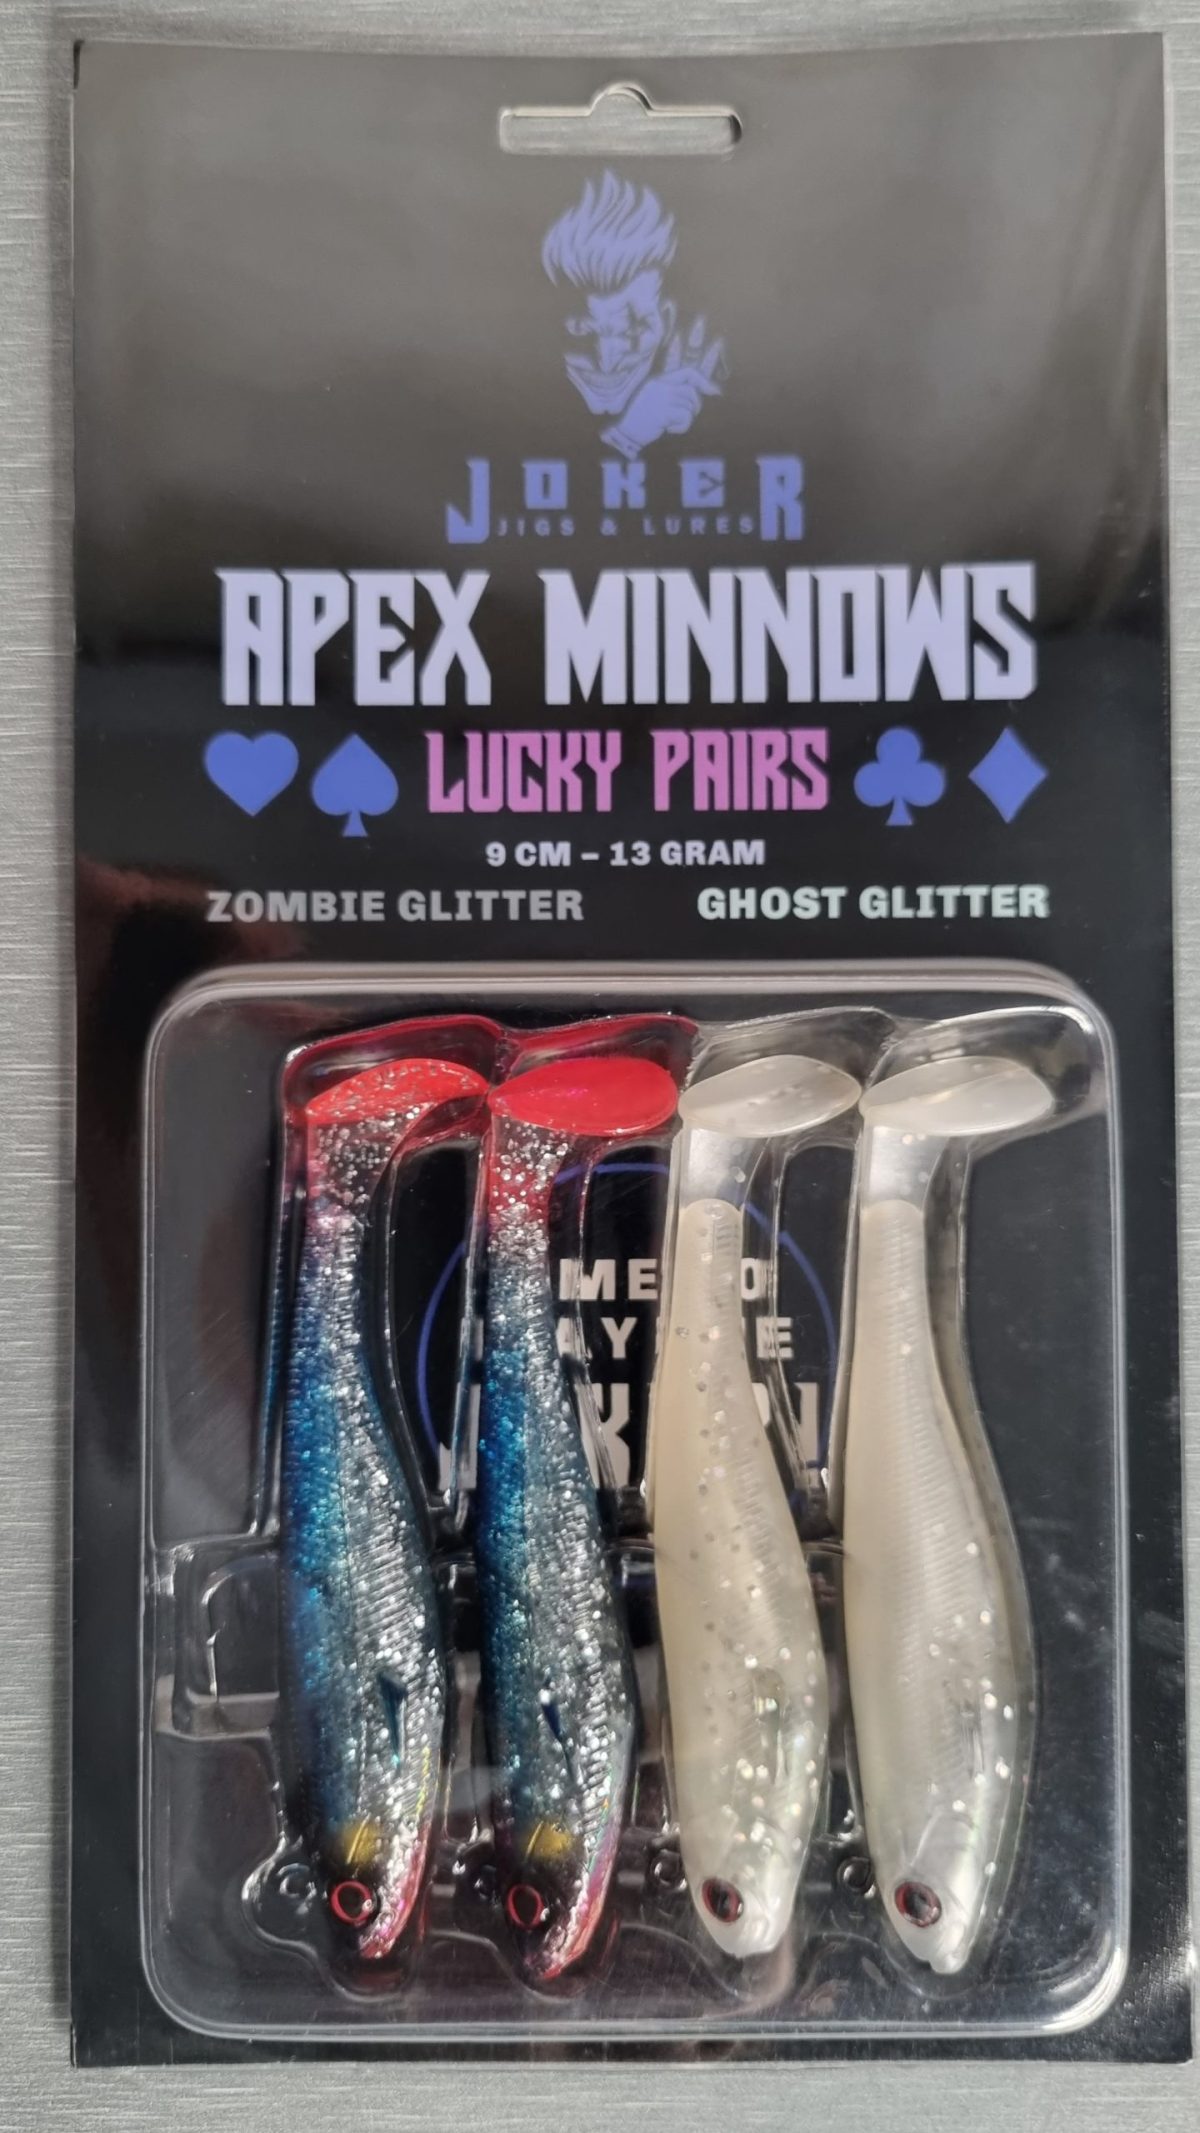 JOKER
JIGS & LURES
APEX MINNOWS
LUCKY PAIRS
9 CM – 13 GRAM
ZOMBIE GLITTER
GHOST GLITTER